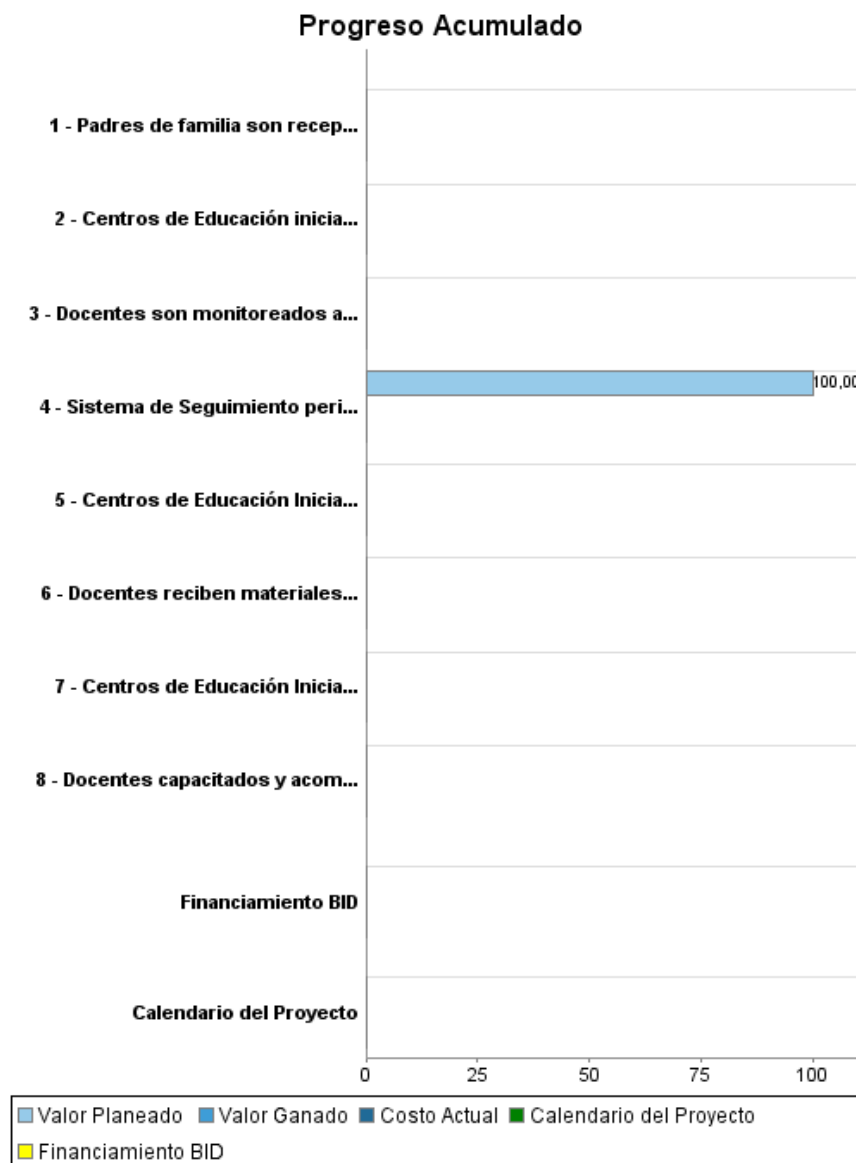 Progreso Acumulado
1 - Padres de familia son recep...
2 - Centros de Educación inicia...
3 - Docentes son monitoreados a...
100,00
4 - Sistema de Seguimiento peri...
5 - Centros de Educación Inicia...
6 - Docentes reciben materiales...
7 - Centros de Educación Inicia...
8 - Docentes capacitados y acom...
Financiamiento BID
Calendario del Proyecto
0 25 50 75 100
Valor Planeado Valor Ganado Costo Actual Calendario del Proyecto
Financiamiento BID